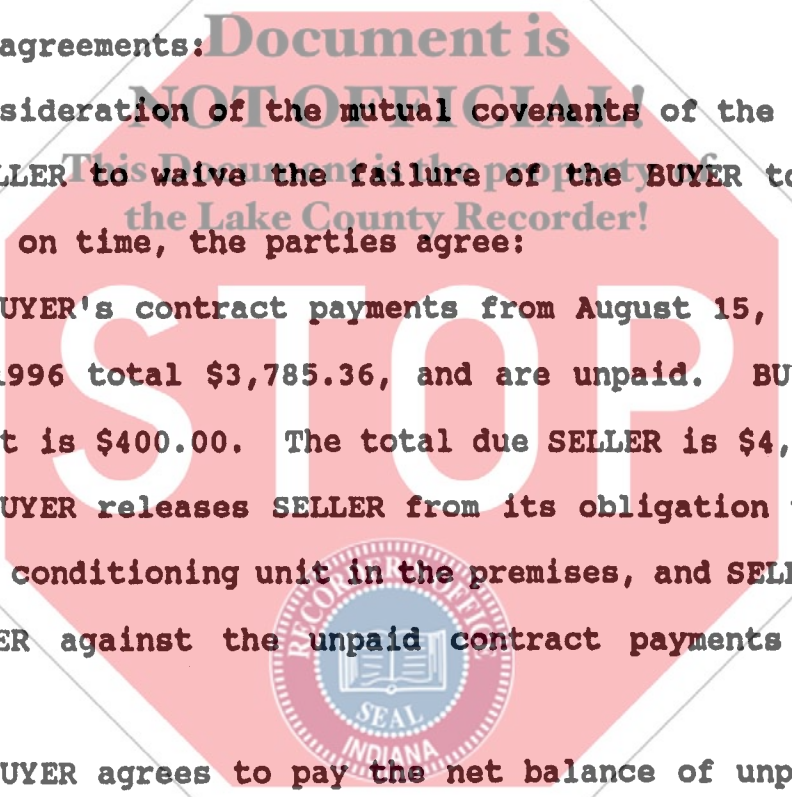 agreements:
Document is
NOT OFFICIAL!
sideration of the mutual covenants of the
LLER to waive the failure of the BUYER to
This Document is the property of
the Lake County Recorder!
on time, the parties agree:
UYER's contract payments from August 15,
1996 total $3,785.36, and are unpaid. BU
t is $400.00. The total due SELLER is $4,
UYER releases SELLER from its obligation
conditioning unit in the premises, and SELL
ER against the unpaid contract payments
UYER agrees to pay the net balance of unp
STOP
RECORDER'S OFFICE
SEAL
INDIANA